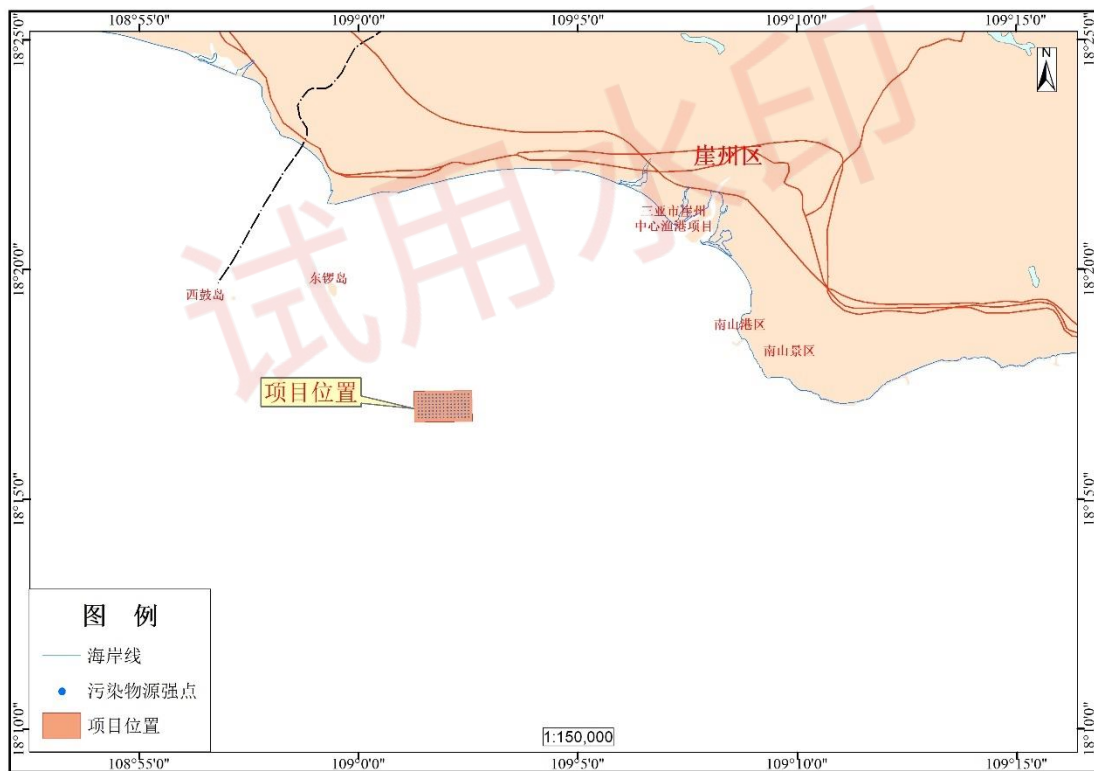 108°55'0"
109°0'0"
109°5'0"
109°10'0"
109°15'0"
18°25'0"
18°25'0"
N
崖州区
三亚市崖州
中心渔港项目
试用水印
18°20'0"
18°20'0"
东锣岛
西鼓岛
南山港区
南山景区
项目位置
18°15'0"
18°15'0"
图 例
海岸线
污染物源强点
项目位置
18°10'0"
18°10'0"
1:150,000
108°55'0"
109°0'0"
109°5'0"
109°10'0"
109°15'0"